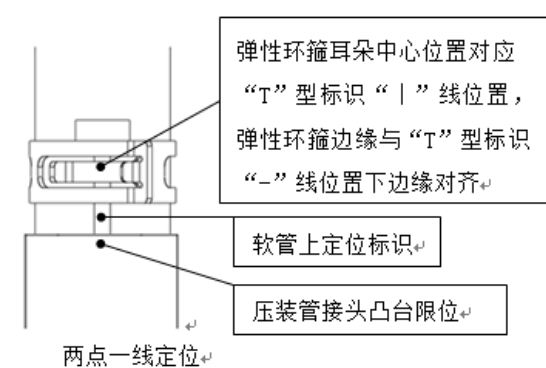 弹性环箍耳朵中心位置对应
“T”型标识“|”线位置，
弹性环箍边缘与“T”型标识
“-”线位置下边缘对齐
软管上定位标识
压装管接头凸台限位
两点一线定位